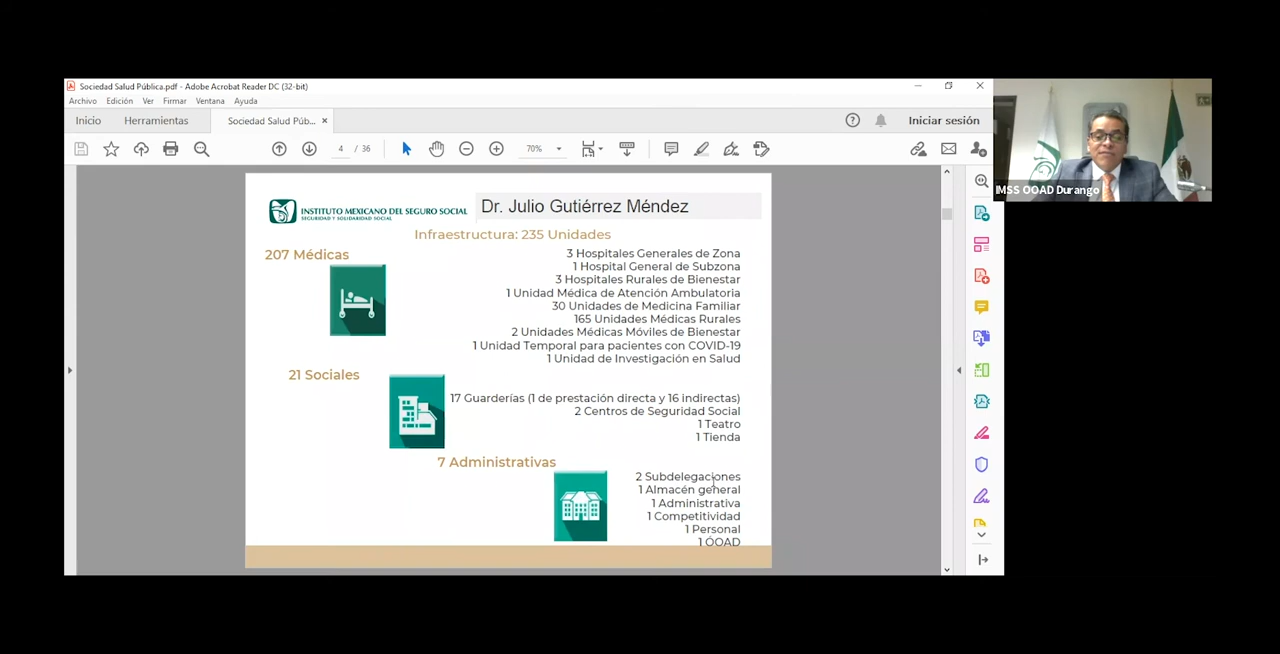 Sociedad Salud Pública.pdf - Adobe Acrobat Reader DC (32-bit)
Archivo Edición Ver Firmar Ventana Ayuda
Inicio Herramientas Sociedad Salud Púb... × Iniciar sesión
4 / 36 70%
IMSS OOAD Durango
INSTITUTO MEXICANO DEL SEGURO SOCIAL
SEGURIDAD Y SOLIDARIDAD SOCIAL
Dr. Julio Gutiérrez Méndez
Infraestructura: 235 Unidades
207 Médicas
3 Hospitales Generales de Zona
1 Hospital General de Subzona
3 Hospitales Rurales de Bienestar
1 Unidad Médica de Atención Ambulatoria
30 Unidades de Medicina Familiar
165 Unidades Médicas Rurales
2 Unidades Médicas Móviles de Bienestar
1 Unidad Temporal para pacientes con COVID-19
1 Unidad de Investigación en Salud
21 Sociales
17 Guarderías (1 de prestación directa y 16 indirectas)
2 Centros de Seguridad Social
1 Teatro
1 Tienda
7 Administrativas
2 Subdelegaciones
1 Almacén general
1 Administrativa
1 Competitividad
1 Personal
1 ÓOAD